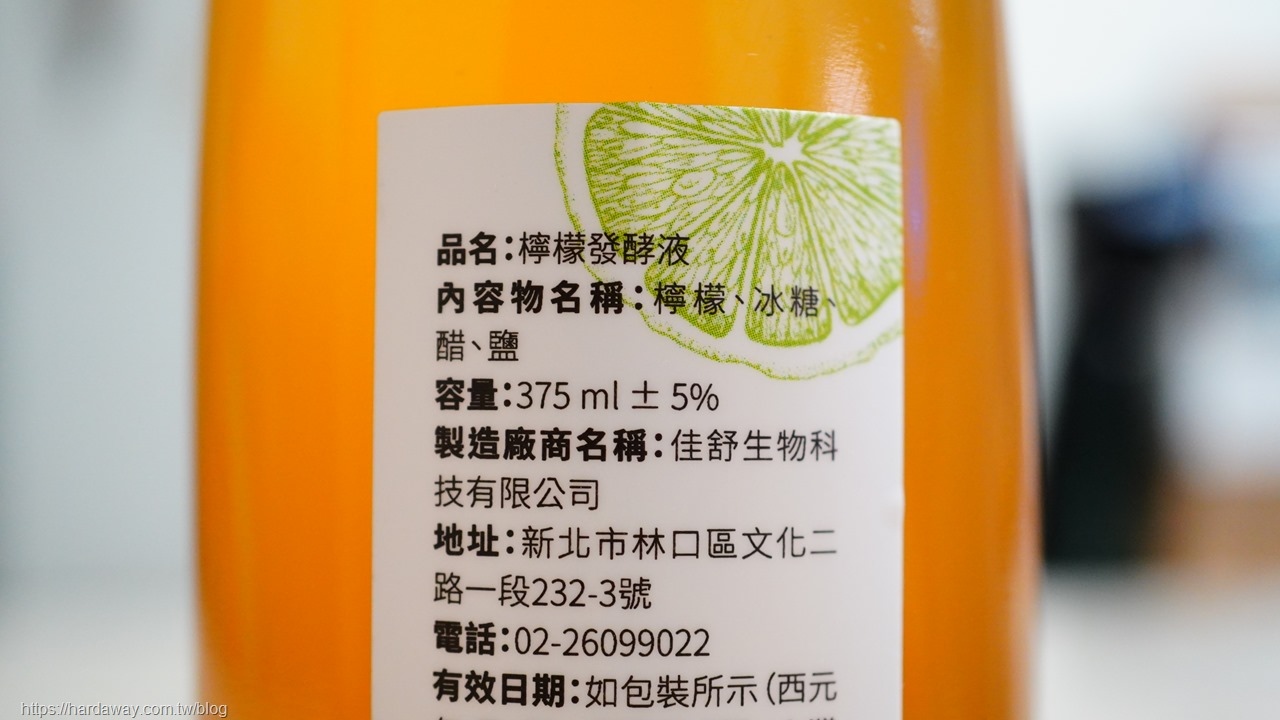 品名：檸檬發酵液
內容物名稱：檸檬、冰糖、
醋、鹽
容量：375 ml ± 5%
製造廠商名稱：佳舒生物科
技有限公司
地址：新北市林口區文化二
路一段232-3號
電話：02-26099022
有效日期：如包裝所示（西元
https://hardaway.com.tw/blog